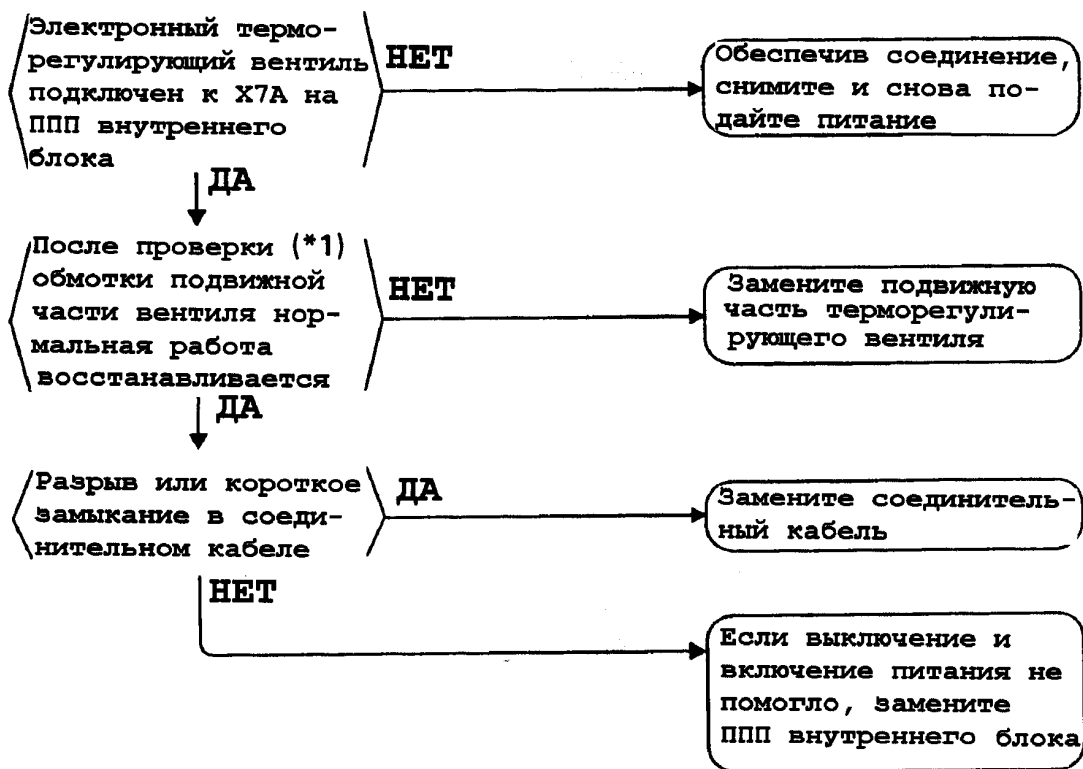 Электронный термо-
регулирующий вентиль
подключен к X7A на
ППП внутреннего
блока
НЕТ
Обеспечив соединение,
снимите и снова по-
дайте питание
ДА
После проверки (*1)
обмотки подвижной
части вентиля нор-
мальная работа
восстанавливается
НЕТ
Замените подвижную
часть терморегули-
рующего вентиля
ДА
Разрыв или короткое
замыкание в соеди-
нительном кабеле
ДА
Замените соединитель-
ный кабель
НЕТ
Если выключение и
включение питания не
помогло, замените
ППП внутреннего блока